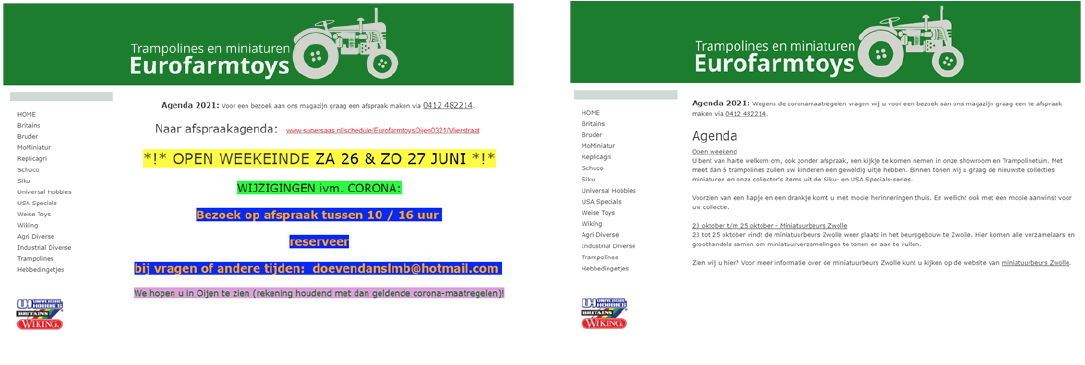 Trampolines en miniaturen
Eurofarmtoys
HOME
Britains
Bruder
MoMiniatur
Replicagri
Schuco
Siku
Universal Hobbies
USA Specials
Weise Toys
Wiking
Agri Diverse
Industrial Diverse
Trampolines
Hebbedingetjes
UNIVERSAL HOBBIES
BRITAINS
WIKING
Agenda 2021: Voor een bezoek aan ons magazijn graag een afspraak maken via 0412 482214.
Naar afspraakagenda: www.supersaas.nl/schedule/EurofarmtoysOijen0321/Vlierstraat
*!* OPEN WEEKEINDE ZA 26 & ZO 27 JUNI *!*
WIJZIGINGEN ivm. CORONA:
Bezoek op afspraak tussen 10 / 16 uur
reserveer
bij vragen of andere tijden: doevendanslmb@hotmail.com
We hopen u in Oijen te zien (rekening houdend met dan geldende corona-maatregelen)!
Trampolines en miniaturen
Eurofarmtoys
HOME
Britains
Bruder
MoMiniatur
Replicagri
Schuco
Siku
Universal Hobbies
USA Specials
Weise Toys
Wiking
Agri Diverse
Industrial Diverse
Trampolines
Hebbedingetjes
UNIVERSAL HOBBIES
BRITAINS
WIKING
Agenda 2021: Wegens de coronamaatregelen vragen wij u voor een bezoek aan ons magazijn graag een te afspraak
maken via 0412 482214.
Agenda
Open weekend
U bent van harte welkom om, ook zonder afspraak, een kijkje te komen nemen in onze showroom en Trampolinetuin. Met
meet dan 5 trampolines zullen uw kinderen een geweldig uitje hebben. Binnen tonen wij u graag de nieuwste collecties
miniaturen en onze collector's items uit de Siku- en USA Specials-series.
Voorzien van een hapje en een drankje komt u met mooie herinneringen thuis. En wellicht ook met een mooie aanwinst voor
uw collectie.
23 oktober t/m 25 oktober - Miniatuurbeurs Zwolle
23 tot 25 oktober vindt de miniatuurbeurs Zwolle weer plaats in het beursgebouw te Zwolle. Hier komen alle verzamelaars en
groothandels samen om miniatuurverzamelingen te tonen en aan te vullen.
Zien wij u hier? Voor meer informatie over de miniatuurbeurs Zwolle kunt u kijken op de website van miniatuurbeurs Zwolle.